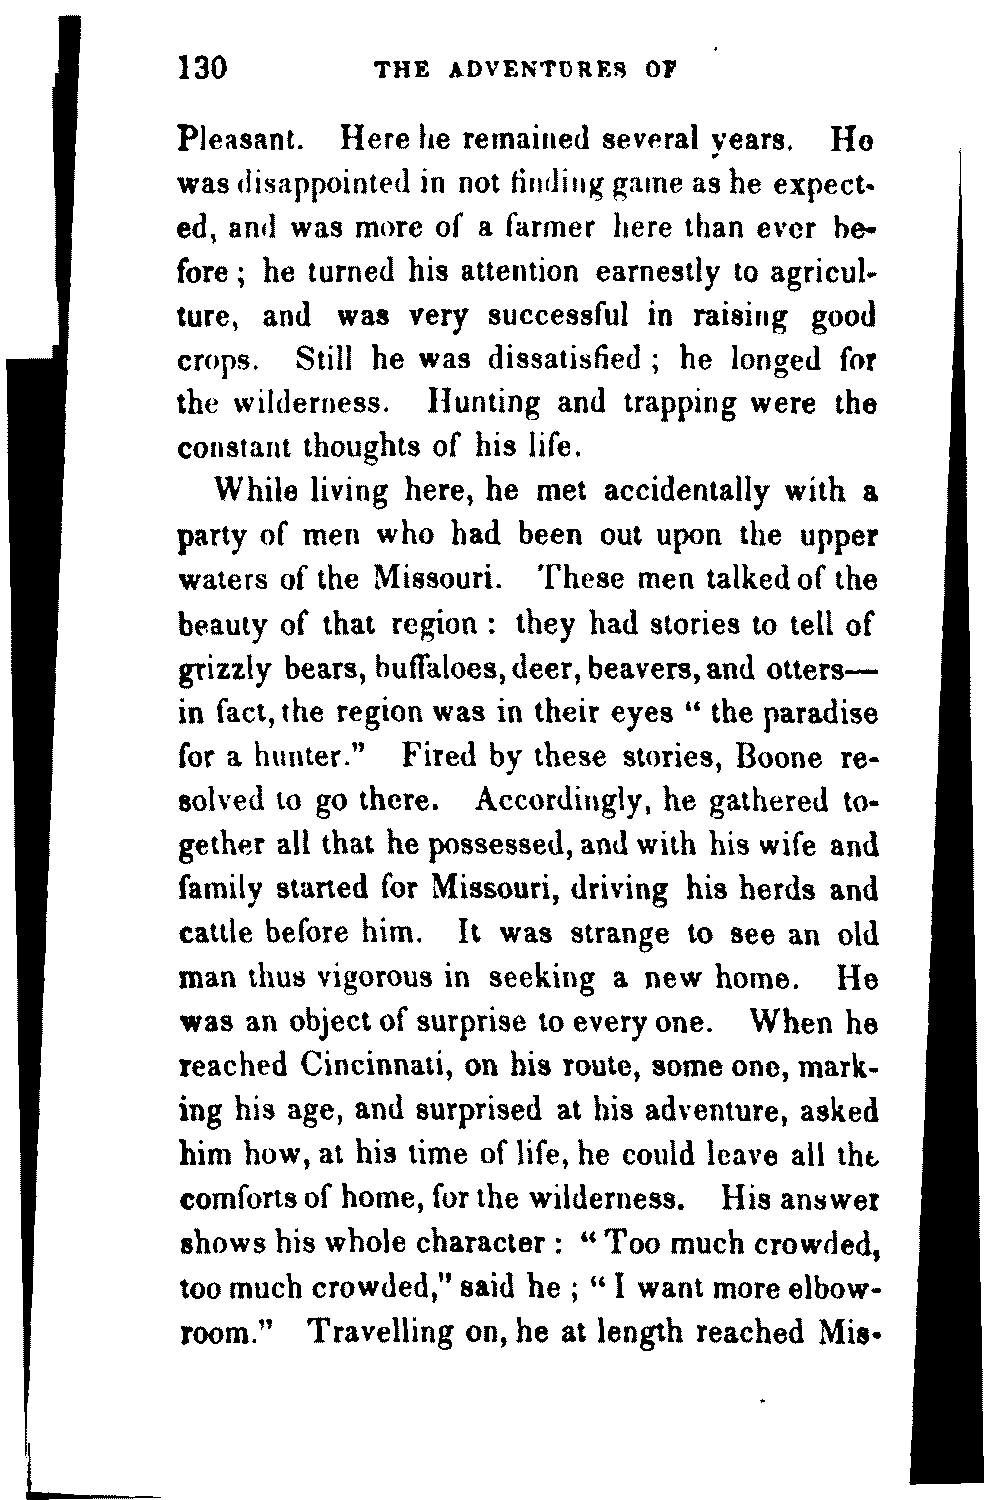 130 THE ADVENTURES OF
Pleasant. Here he remained several years. He
was disappointed in not finding game as he expect-
ed, and was more of a farmer here than ever be-
fore ; he turned his attention earnestly to agricul-
ture, and was very successful in raising good
crops. Still he was dissatisfied ; he longed for
the wilderness. Hunting and trapping were the
constant thoughts of his life.
While living here, he met accidentally with a
party of men who had been out upon the upper
waters of the Missouri. These men talked of the
beauty of that region : they had stories to tell of
grizzly bears, buffaloes, deer, beavers, and otters—
in fact, the region was in their eyes “ the paradise
for a hunter.” Fired by these stories, Boone re-
solved to go there. Accordingly, he gathered to-
gether all that he possessed, and with his wife and
family started for Missouri, driving his herds and
cattle before him. It was strange to see an old
man thus vigorous in seeking a new home. He
was an object of surprise to every one. When he
reached Cincinnati, on his route, some one, mark-
ing his age, and surprised at his adventure, asked
him how, at his time of life, he could leave all the
comforts of home, for the wilderness. His answer
shows his whole character : “ Too much crowded,
too much crowded,” said he ; “ I want more elbow-
room.” Travelling on, he at length reached Mis-